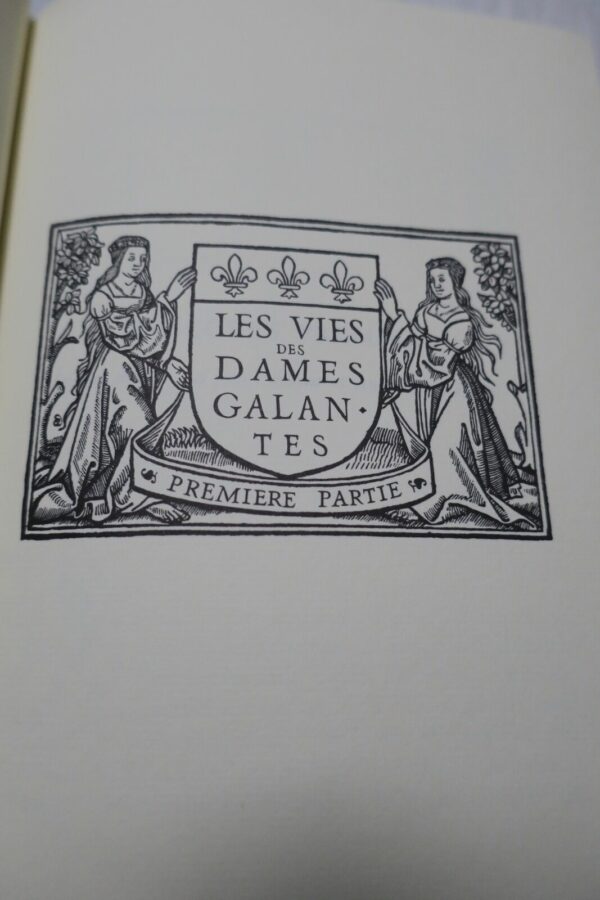 LES VIES
DES
DAMES
GALAN·
TES
PREMIERE PARTIE